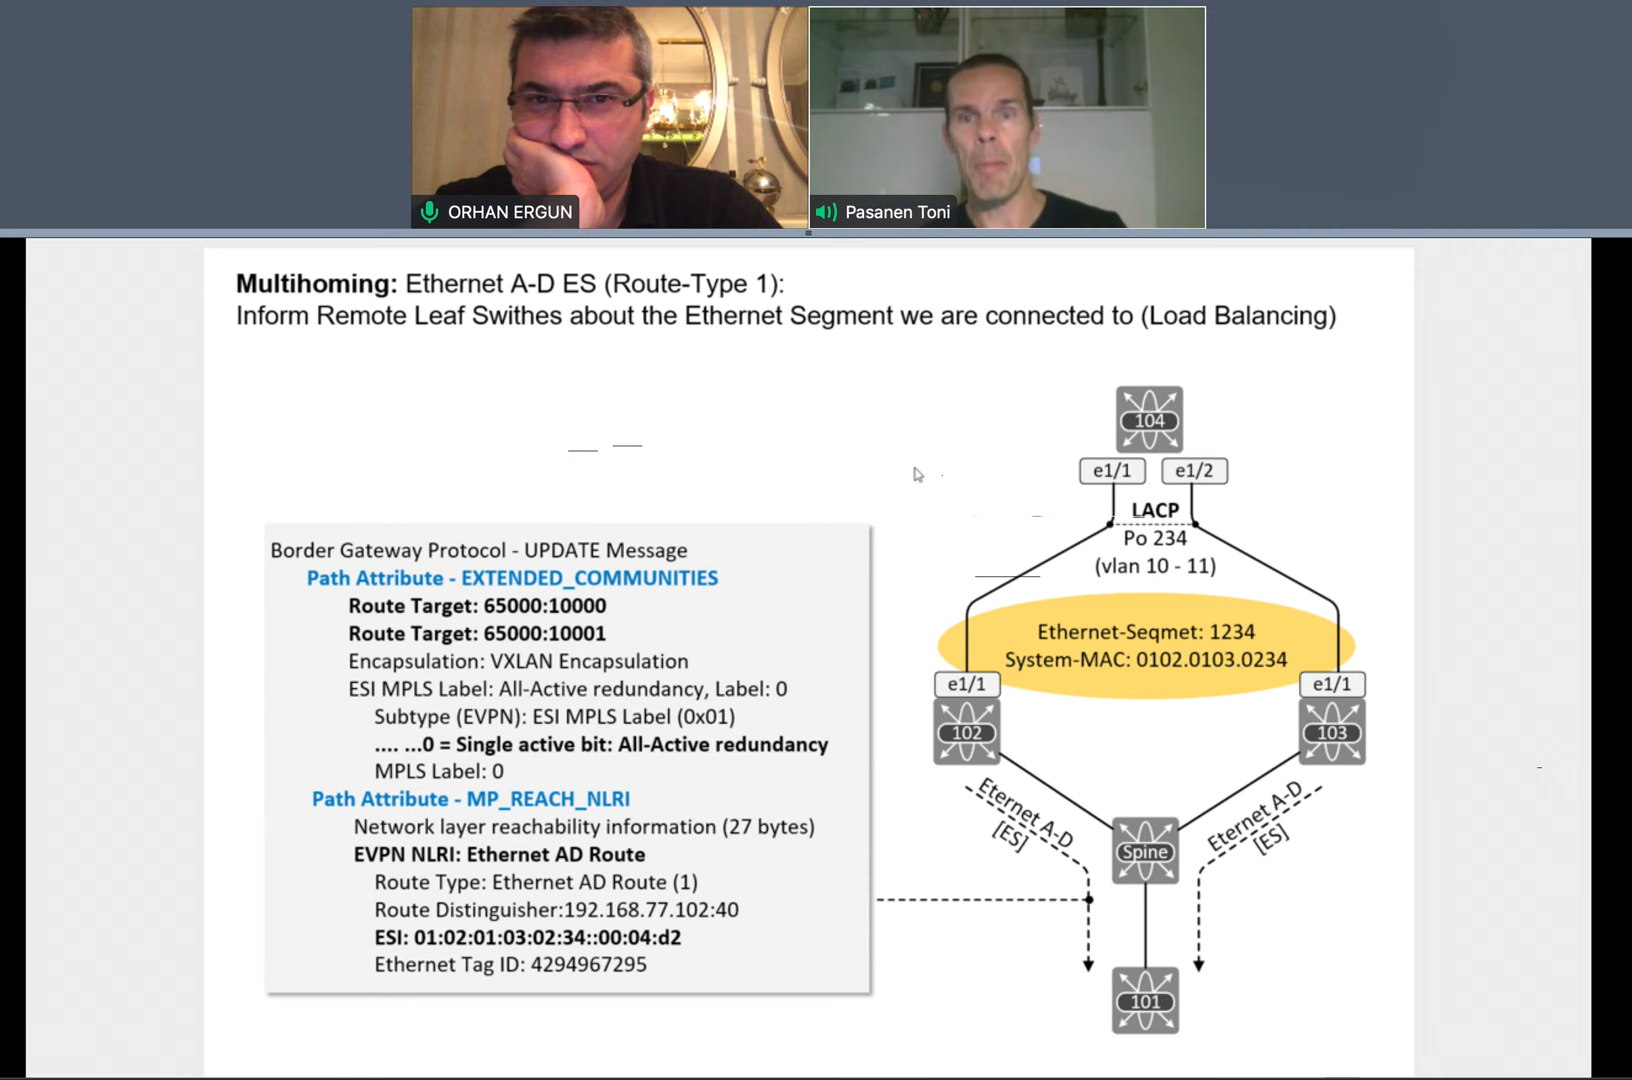 ORHAN ERGUN
Pasanen Toni
Multihoming: Ethernet A-D ES (Route-Type 1):
Inform Remote Leaf Swithes about the Ethernet Segment we are connected to (Load Balancing)
104
e1/1 e1/2
LACP
Po 234
(vlan 10 - 11)
Ethernet-Seqmet: 1234
System-MAC: 0102.0103.0234
e1/1 e1/1
102 103
Eternet A-D
[ES]
Eternet A-D
[ES]
Spine
101
Border Gateway Protocol - UPDATE Message
Path Attribute - EXTENDED_COMMUNITIES
Route Target: 65000:10000
Route Target: 65000:10001
Encapsulation: VXLAN Encapsulation
ESI MPLS Label: All-Active redundancy, Label: 0
Subtype (EVPN): ESI MPLS Label (0x01)
.... ...0 = Single active bit: All-Active redundancy
MPLS Label: 0
Path Attribute - MP_REACH_NLRI
Network layer reachability information (27 bytes)
EVPN NLRI: Ethernet AD Route
Route Type: Ethernet AD Route (1)
Route Distinguisher:192.168.77.102:40
ESI: 01:02:01:03:02:34::00:04:d2
Ethernet Tag ID: 4294967295